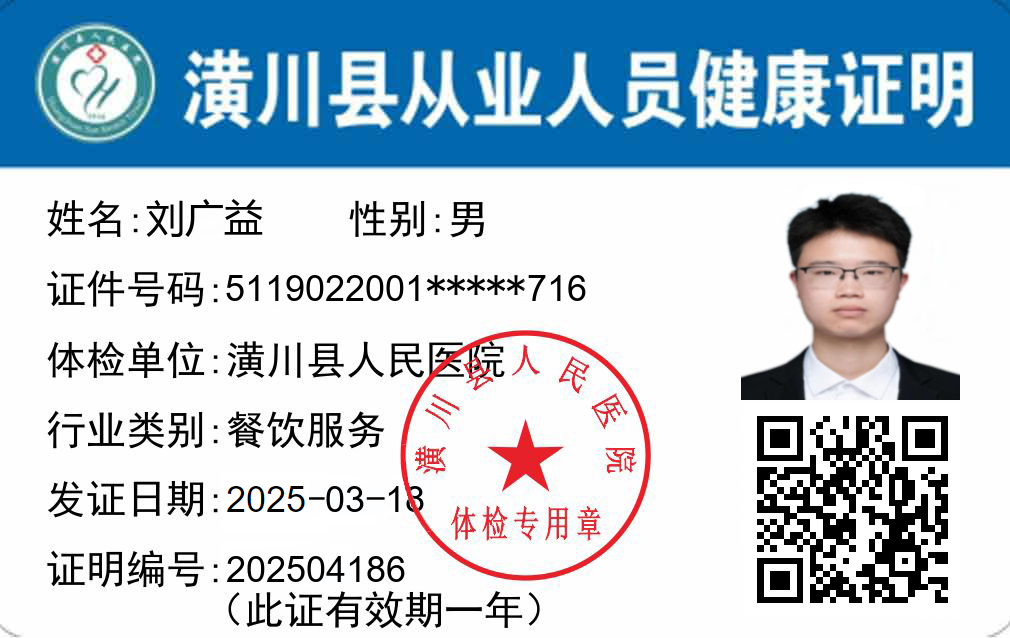 潢川县从业人员健康证明
姓名:刘广益 性别:男
证件号码:5119022001*****716
体检单位:潢川县人民医院
行业类别:餐饮服务
发证日期:2025-03-18
证明编号:202504186
（此证有效期一年）
潢川县人民医院
体检专用章